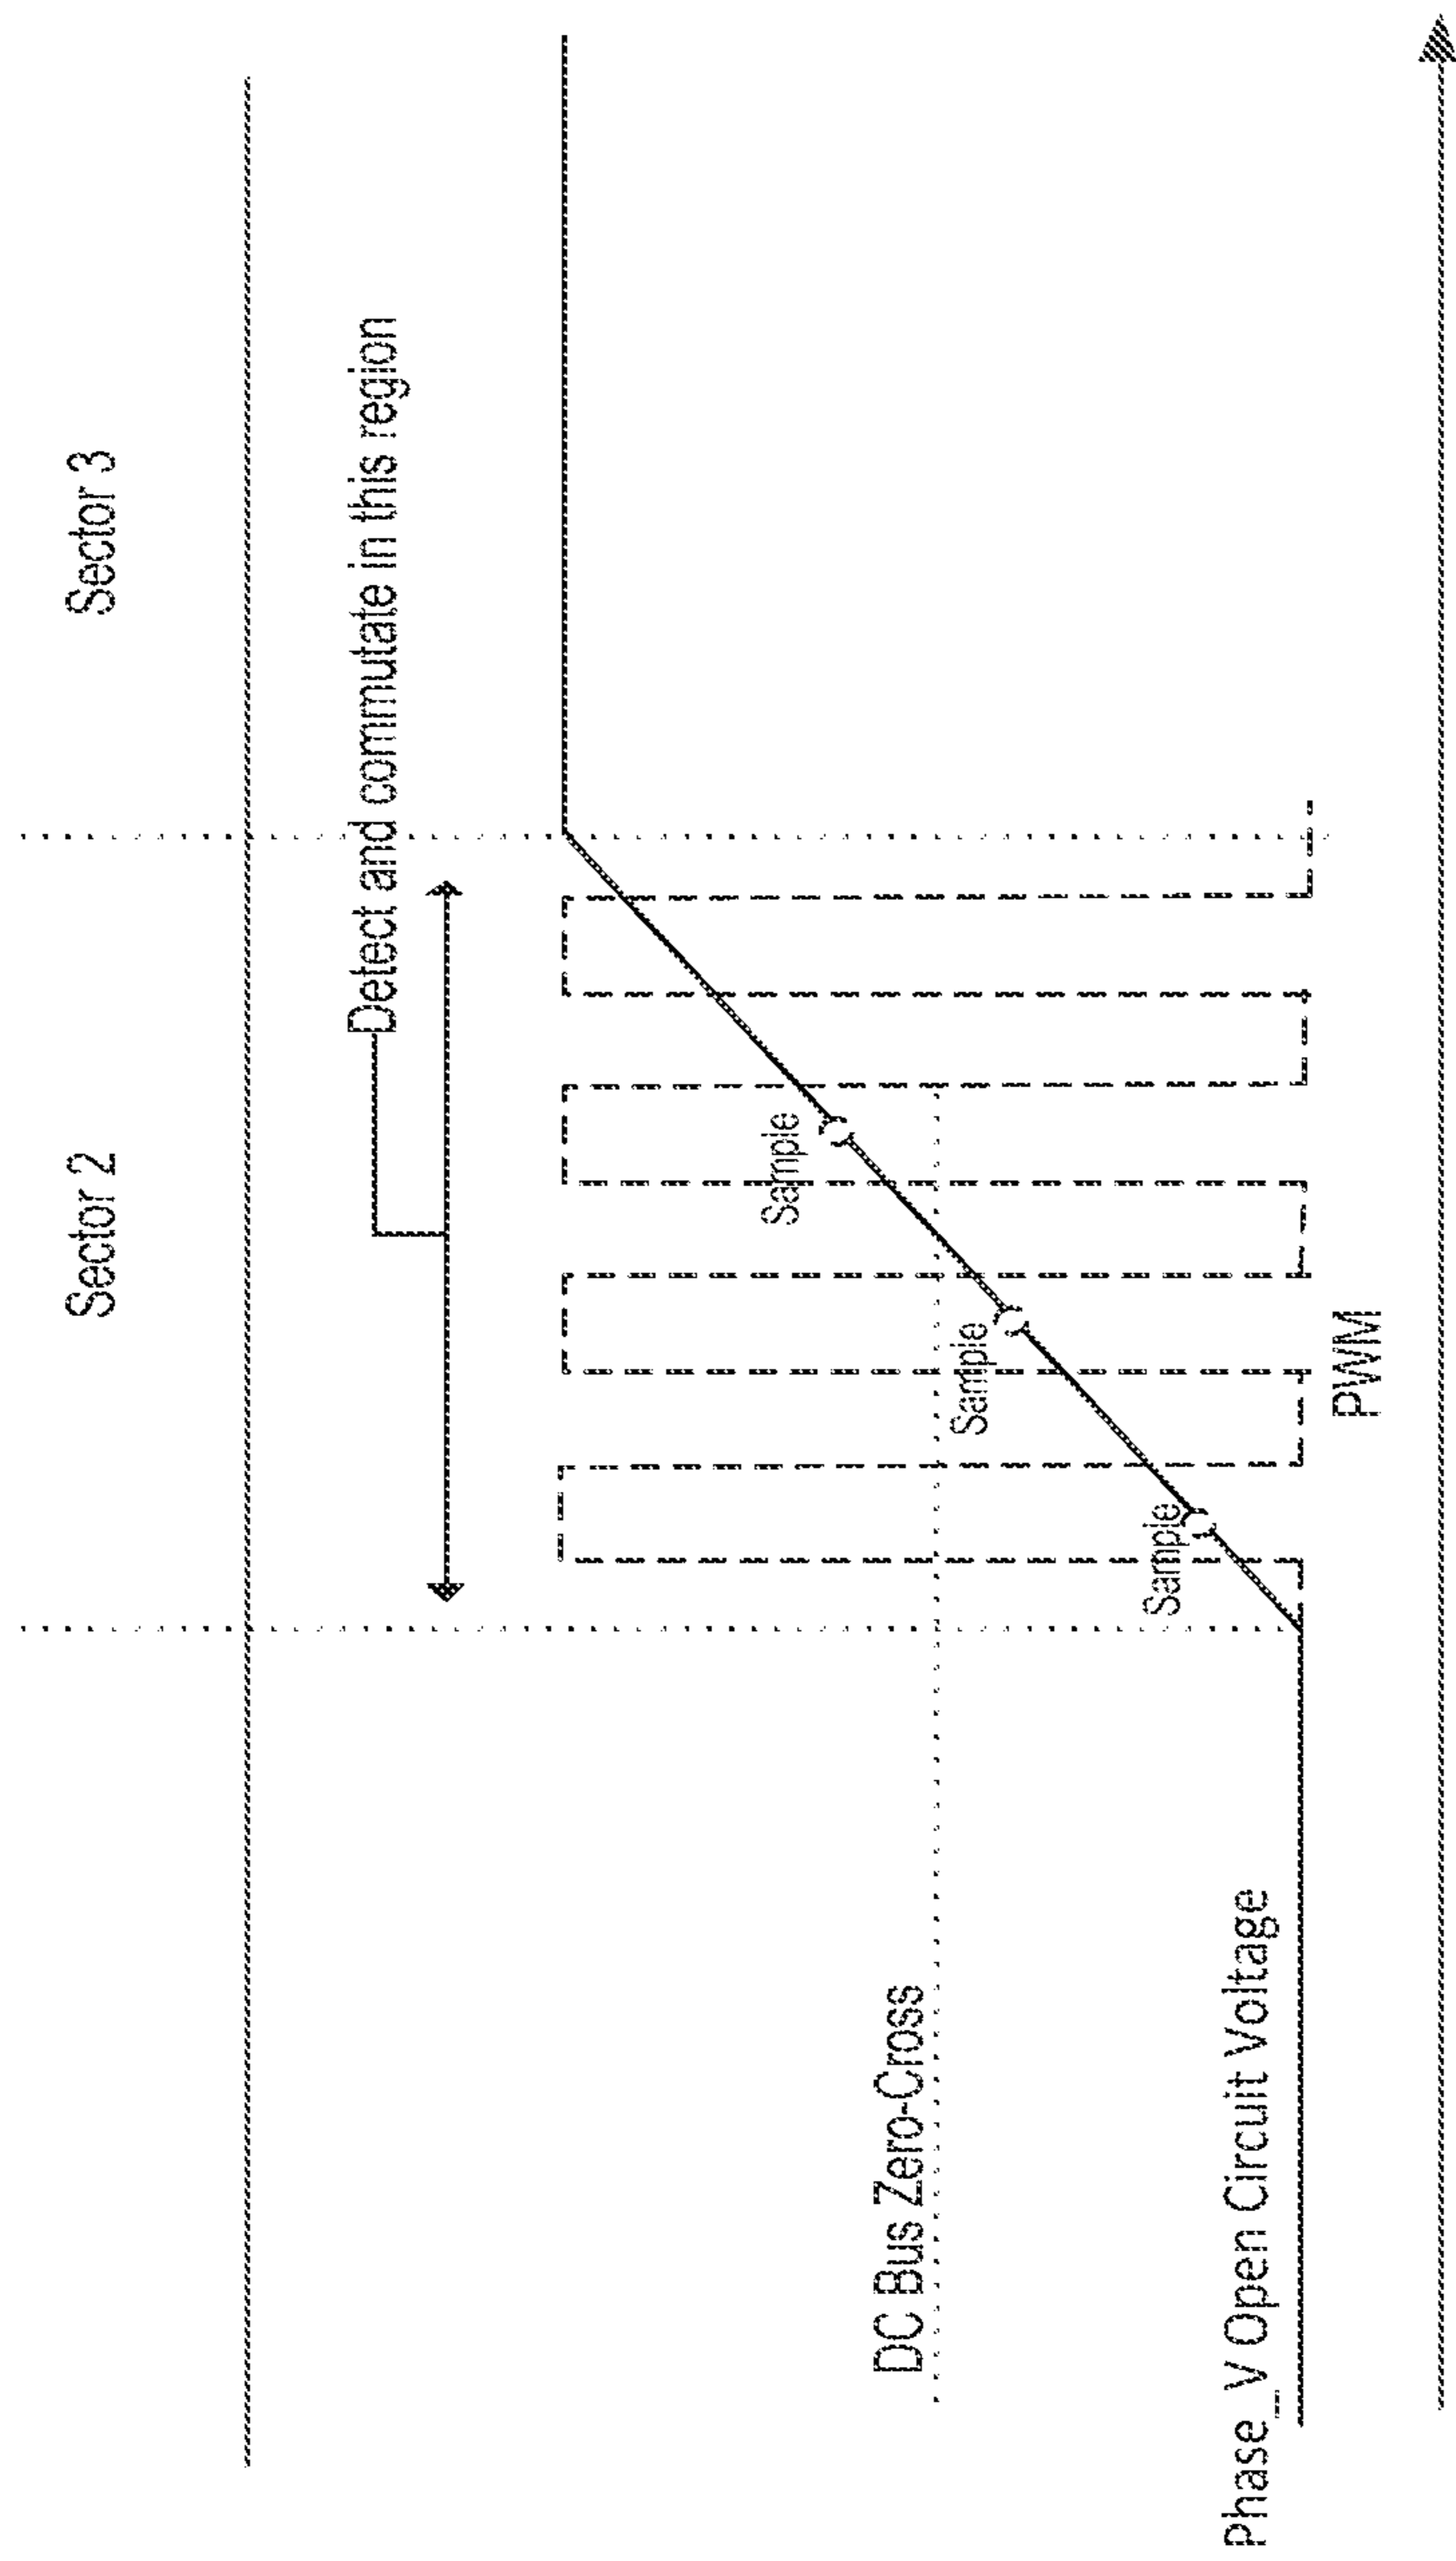 Sector 2
Sector 3
Detect and commutate in this region
Sample
Sample
Sample
DC Bus Zero-Cross
Phase_V Open Circuit Voltage
PWM